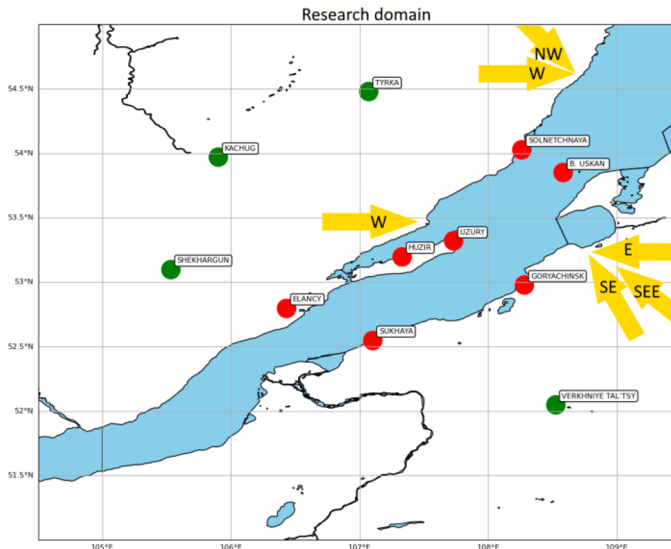 Research domain
NW
W
54.5°N
TYRKA
SOLNETCHNAYA
54°N
KACHUG
B. USKAN
53.5°N
W
UZURY
HUZIR
E
SHEKHARGUN
53°N
GORYACHINSK
SE
SEE
ELANCY
SUKHAYA
52.5°N
VERKHNIYE TAL'TSY
52°N
51.5°N
105°E
106°E
107°E
108°E
109°E